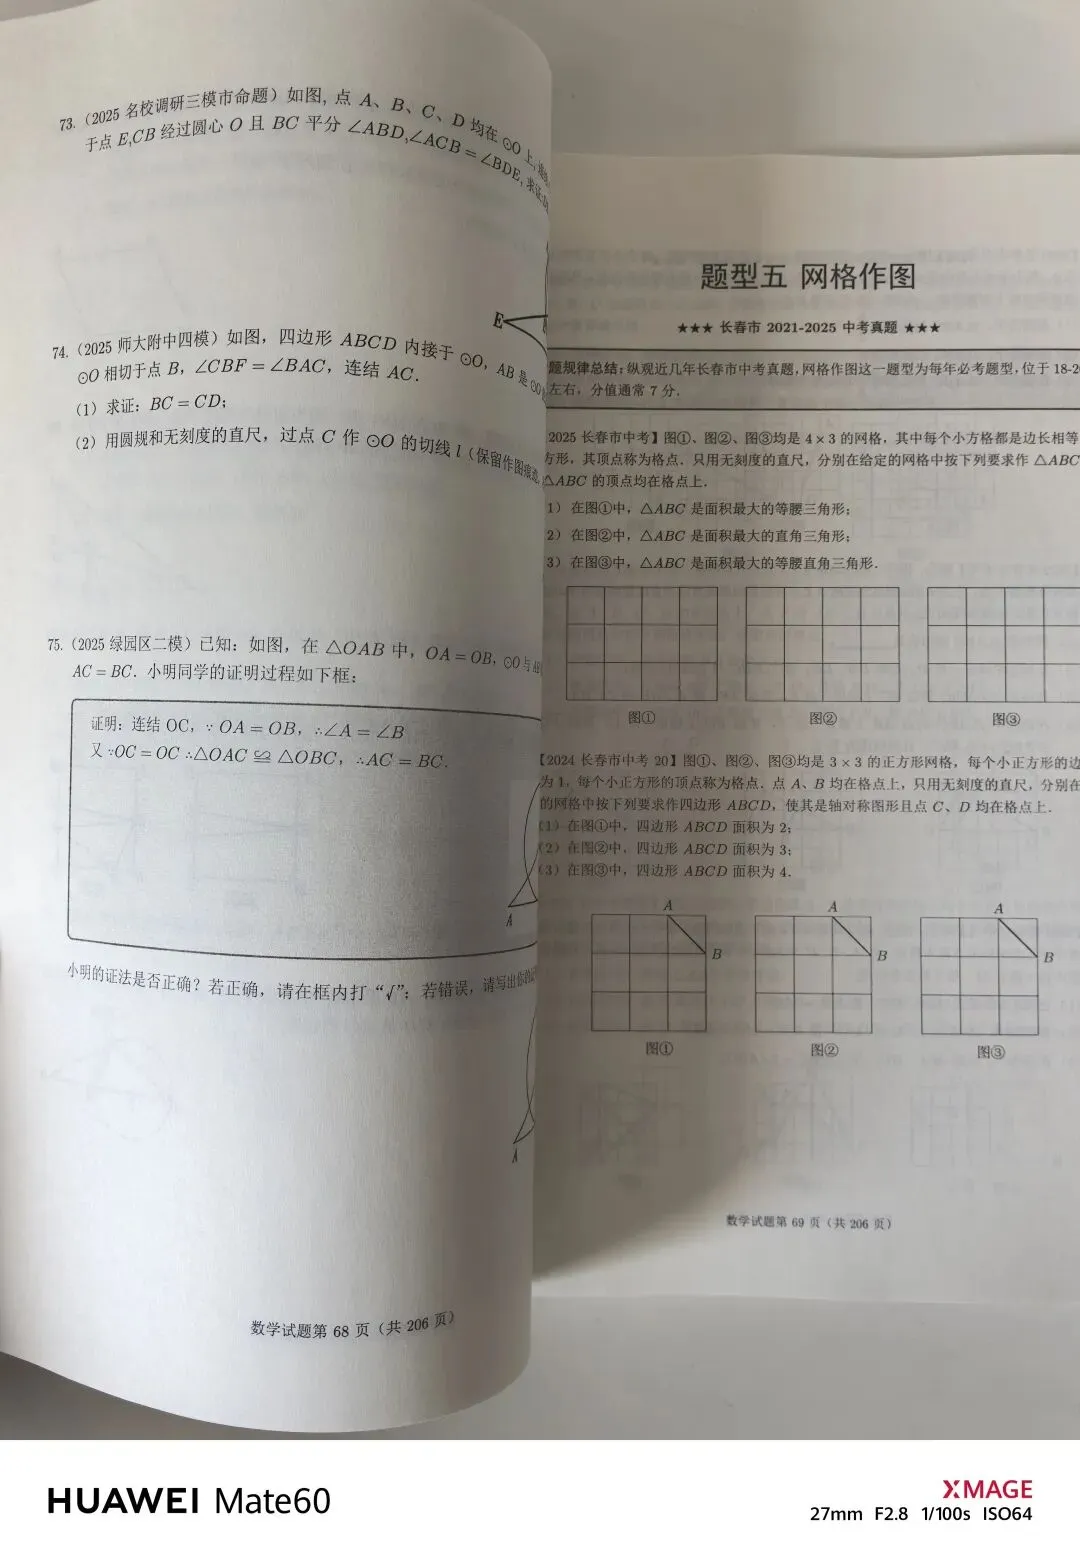 73.（2025 名校调研三模市命题）如图, 点 A、B、C、D 均在 ⊙O 上,
于点 E,CB 经过圆心 O 且 BC 平分 ∠ABD,∠ACB = ∠BDE, 求证:
E
74.（2025 师大附中四模）如图，四边形 ABCD 内接于 ⊙O，AB 是 ⊙O
⊙O 相切于点 B，∠CBF = ∠BAC，连结 AC．
（1）求证：BC = CD；
（2）用圆规和无刻度的直尺，过点 C 作 ⊙O 的切线 l（保留作图痕迹，
75.（2025 绿园区二模）已知：如图，在 △OAB 中，OA = OB，⊙O 与 AB
AC = BC．小明同学的证明过程如下框：
证明：连结 OC，∵ OA = OB，∴∠A = ∠B
又 ∵OC = OC ∴△OAC ≌ △OBC，∴AC = BC．
A
小明的证法是否正确？若正确，请在框内打“√”；若错误，请写出你的
A
数学试题第 68 页（共 206 页）
题型五 网格作图
★★★ 长春市 2021-2025 中考真题 ★★★
题规律总结：纵观近几年长春市中考真题，网格作图这一题型为每年必考题型，位于 18-20
左右，分值通常 7 分．
2025 长春市中考】图①、图②、图③均是 4 × 3 的网格，其中每个小方格都是边长相等
方形，其顶点称为格点．只用无刻度的直尺，分别在给定的网格中按下列要求作 △ABC
△ABC 的顶点均在格点上．
1） 在图①中，△ABC 是面积最大的等腰三角形；
2） 在图②中，△ABC 是面积最大的直角三角形；
3） 在图③中，△ABC 是面积最大的等腰直角三角形．
图①
图②
图③
【2024 长春市中考 20】图①、图②、图③均是 3 × 3 的正方形网格，每个小正方形的边
为 1，每个小正方形的顶点称为格点．点 A、B 均在格点上，只用无刻度的直尺，分别在
的网格中按下列要求作四边形 ABCD，使其是轴对称图形且点 C、D 均在格点上．
（1）在图①中，四边形 ABCD 面积为 2；
（2）在图②中，四边形 ABCD 面积为 3；
（3）在图③中，四边形 ABCD 面积为 4．
A
B
A
B
A
B
图①
图②
图③
数学试题第 69 页（共 206 页）
HUAWEI Mate60
XMAGE
27mm F2.8 1/100s ISO64